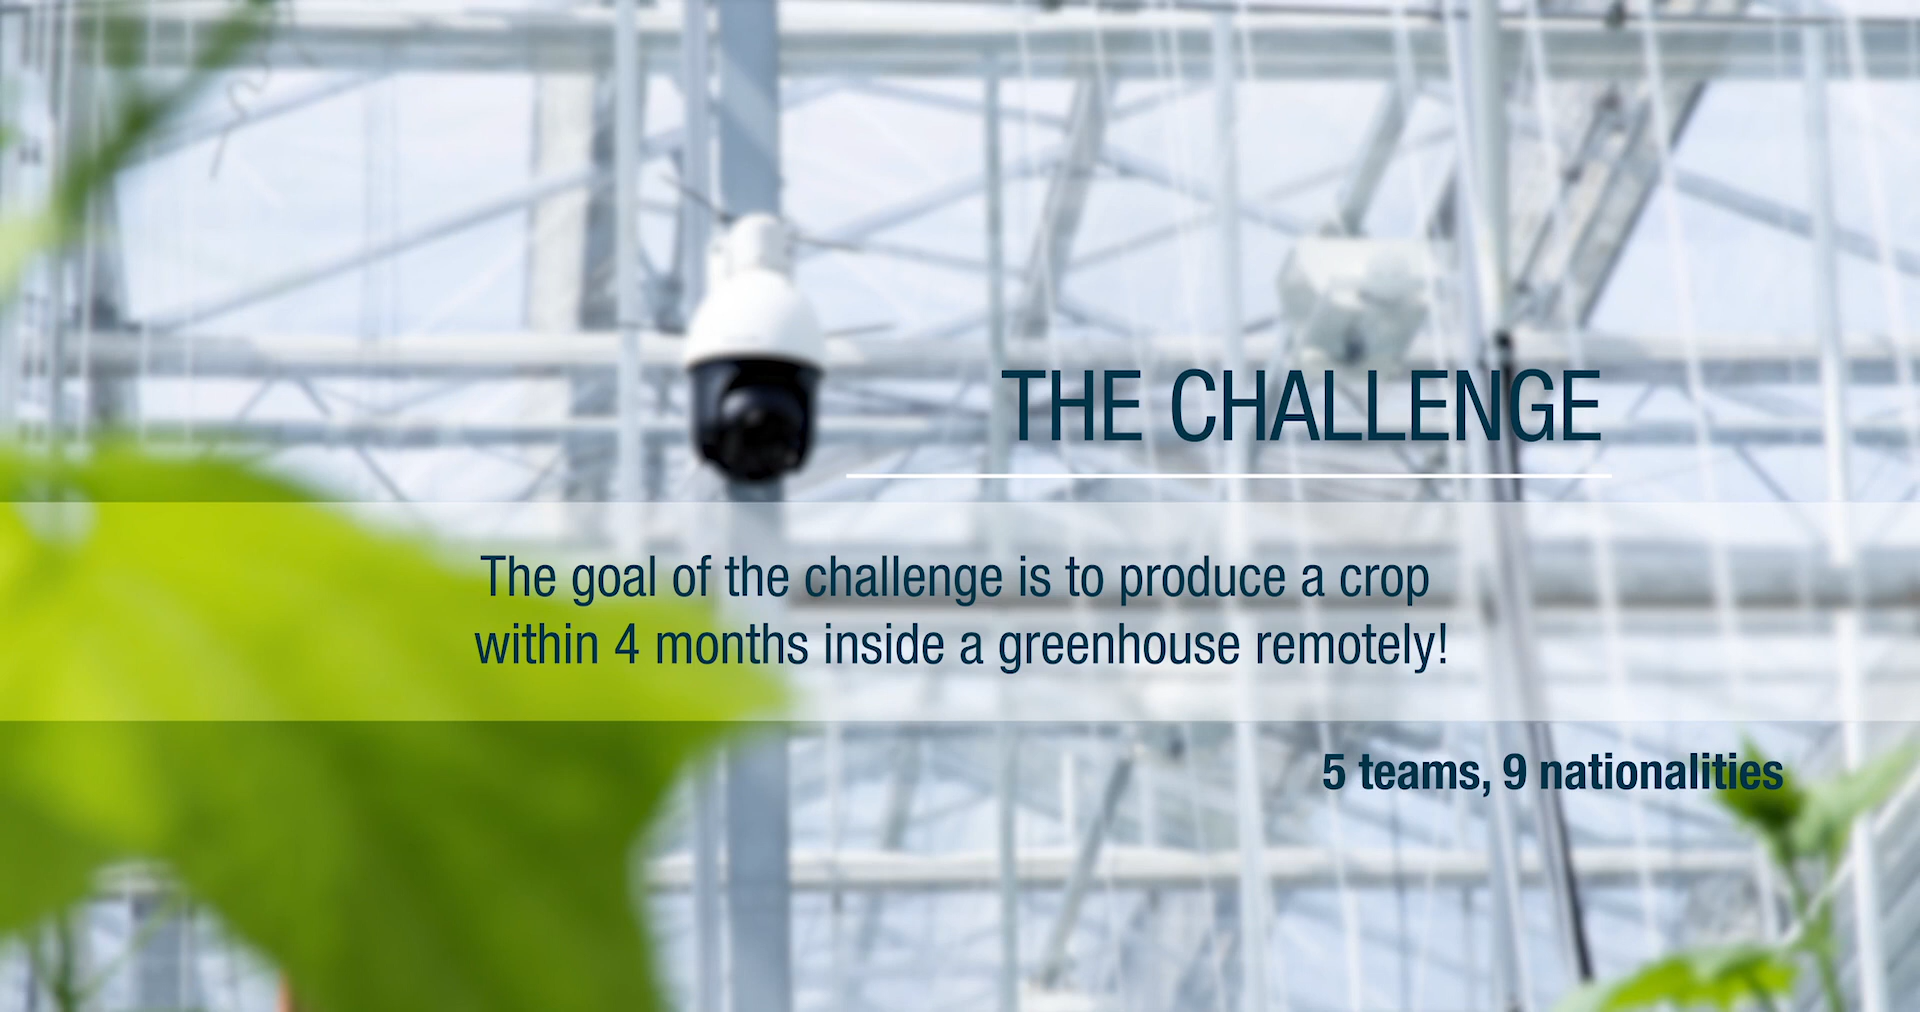 THE CHALLENGE
The goal of the challenge is to produce a crop
within 4 months inside a greenhouse remotely!
5 teams, 9 nationalities